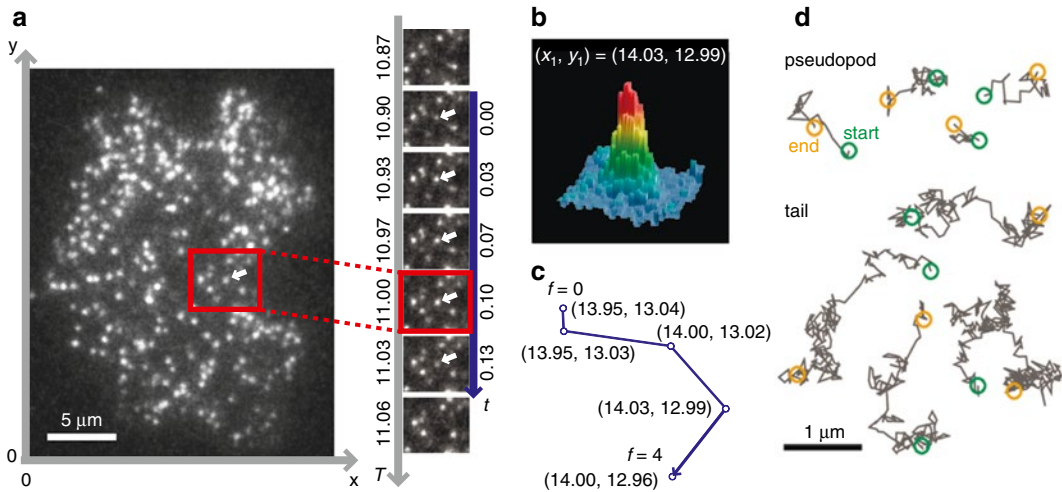 a
y
5 μm
0
0
x
10.87
10.90
10.93
10.97
11.00
11.03
11.06
T
0.00
0.03
0.07
0.10
0.13
t
b
(x₁, y₁) = (14.03, 12.99)
c
f = 0
(13.95, 13.04)
(14.00, 13.02)
(13.95, 13.03)
(14.03, 12.99)
f = 4
(14.00, 12.96)
d
pseudopod
start
end
tail
1 μm